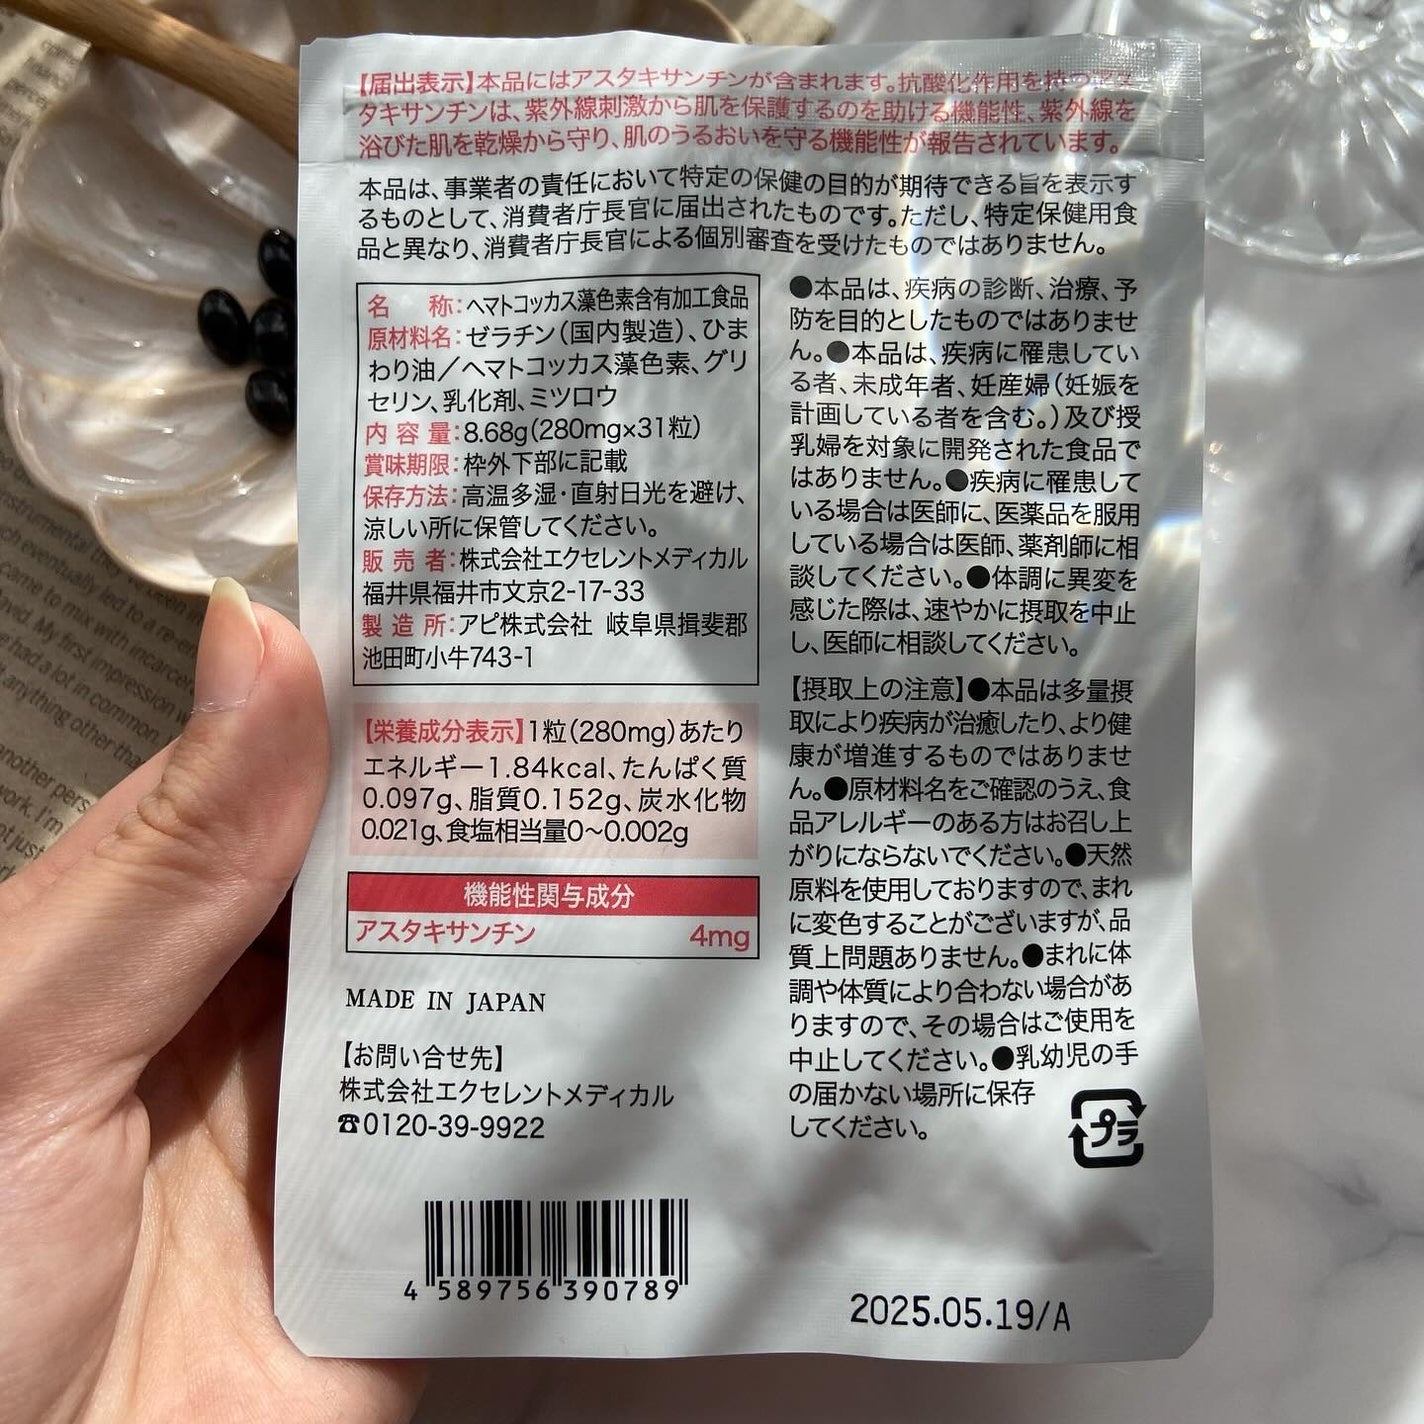 【届出表示】本品にはアスタキサンチンが含まれます。抗酸化作用を持つアス
タキサンチンは、紫外線刺激から肌を保護するのを助ける機能性、紫外線を
浴びた肌を乾燥から守り、肌のうるおいを守る機能性が報告されています。
本品は、事業者の責任において特定の保健の目的が期待できる旨を表示す
るものとして、消費者庁長官に届出されたものです。ただし、特定保健用食
品と異なり、消費者庁長官による個別審査を受けたものではありません。
名　称：ヘマトコッカス藻色素含有加工食品
原材料名：ゼラチン（国内製造）、ひま
わり油／ヘマトコッカス藻色素、グリ
セリン、乳化剤、ミツロウ
内容量：8.68g（280mg×31粒）
賞味期限：枠外下部に記載
保存方法：高温多湿・直射日光を避け、
涼しい所に保管してください。
販売者：株式会社エクセレントメディカル
福井県福井市文京2-17-33
製造所：アピ株式会社 岐阜県揖斐郡
池田町小牛743-1
【栄養成分表示】1粒（280mg）あたり
エネルギー1.84kcal、たんぱく質
0.097g、脂質0.152g、炭水化物
0.021g、食塩相当量0～0.002g
機能性関与成分
アスタキサンチン 4mg
MADE IN JAPAN
【お問い合せ先】
株式会社エクセレントメディカル
☎0120-39-9922
4 589756 390789
●本品は、疾病の診断、治療、予
防を目的としたものではありませ
ん。●本品は、疾病に罹患してい
る者、未成年者、妊産婦（妊娠を
計画している者を含む。）及び授
乳婦を対象に開発された食品で
はありません。●疾病に罹患して
いる場合は医師に、医薬品を服用
している場合は医師、薬剤師に相
談してください。●体調に異変を
感じた際は、速やかに摂取を中止
し、医師に相談してください。
【摂取上の注意】●本品は多量摂
取により疾病が治癒したり、より健
康が増進するものではありませ
ん。●原材料名をご確認のうえ、食
品アレルギーのある方はお召し上
がりにならないでください。●天然
原料を使用しておりますので、まれ
に変色することがございますが、品
質上問題ありません。●まれに体
調や体質により合わない場合があ
りますので、その場合はご使用を
中止してください。●乳幼児の手
の届かない場所に保存
してください。
プラ
2025.05.19/A